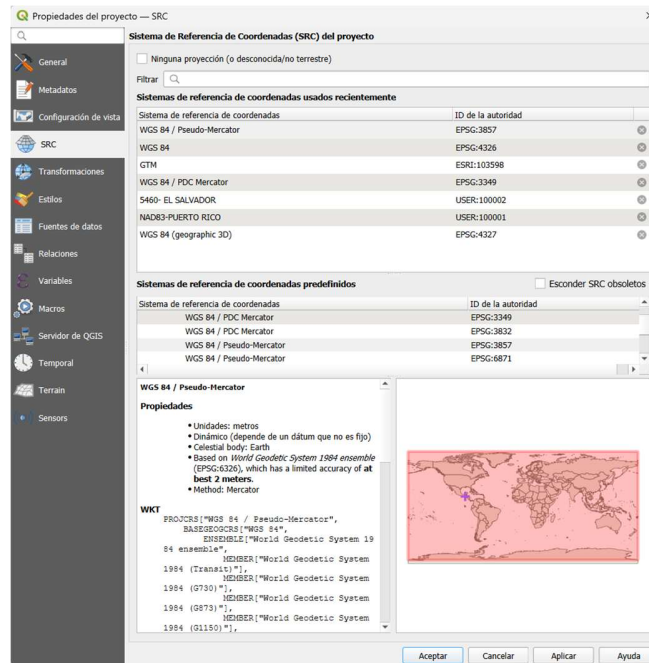 Propiedades del proyecto — SRC
Sistema de Referencia de Coordenadas (SRC) del proyecto
General
Metadatos
Configuración de vista
SRC
Transformaciones
Estilos
Fuentes de datos
Relaciones
Variables
Macros
Servidor de QGIS
Temporal
Terrain
Sensors
Ninguna proyección (o desconocida/no terrestre)
Filtrar
Sistemas de referencia de coordenadas usados recientemente
Sistema de referencia de coordenadas ID de la autoridad
WGS 84 / Pseudo-Mercator EPSG:3857
WGS 84 EPSG:4326
GTM ESRI:103598
WGS 84 / PDC Mercator EPSG:3349
5460- EL SALVADOR USER:100002
NAD83-PUERTO RICO USER:100001
WGS 84 (geographic 3D) EPSG:4327
Sistemas de referencia de coordenadas predefinidos Esconder SRC obsoletos
Sistema de referencia de coordenadas ID de la autoridad
WGS 84 / PDC Mercator EPSG:3349
WGS 84 / PDC Mercator EPSG:3832
WGS 84 / Pseudo-Mercator EPSG:3857
WGS 84 / Pseudo-Mercator EPSG:6871
WGS 84 / Pseudo-Mercator
Propiedades
• Unidades: metros
• Dinámico (depende de un dátum que no es fijo)
• Celestial body: Earth
• Based on World Geodetic System 1984 ensemble
(EPSG:6326), which has a limited accuracy of at
best 2 meters.
• Method: Mercator
WKT
PROJCRS["WGS 84 / Pseudo-Mercator",
BASEGEOGCRS["WGS 84",
ENSEMBLE["World Geodetic System 19
84 ensemble",
MEMBER["World Geodetic System
1984 (Transit)"],
MEMBER["World Geodetic System
1984 (G730)"],
MEMBER["World Geodetic System
1984 (G873)"],
MEMBER["World Geodetic System
1984 (G1150)"],
Aceptar Cancelar Aplicar Ayuda